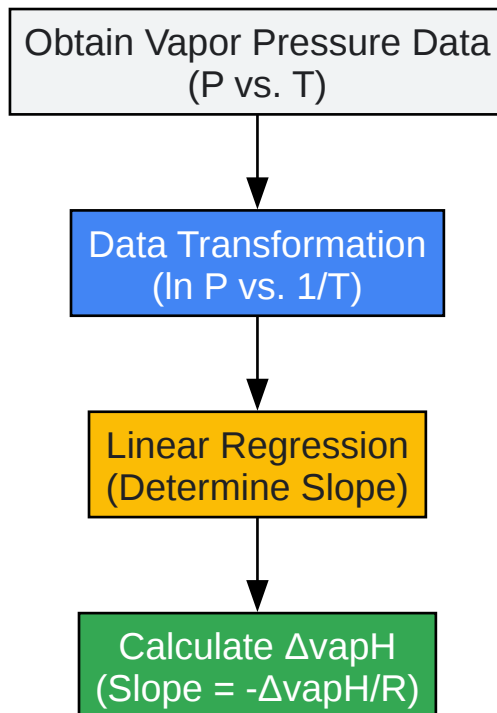 Obtain Vapor Pressure Data
(P vs. T)
Data Transformation
(ln P vs. 1/T)
Linear Regression
(Determine Slope)
Calculate ΔvapH
(Slope = -ΔvapH/R)